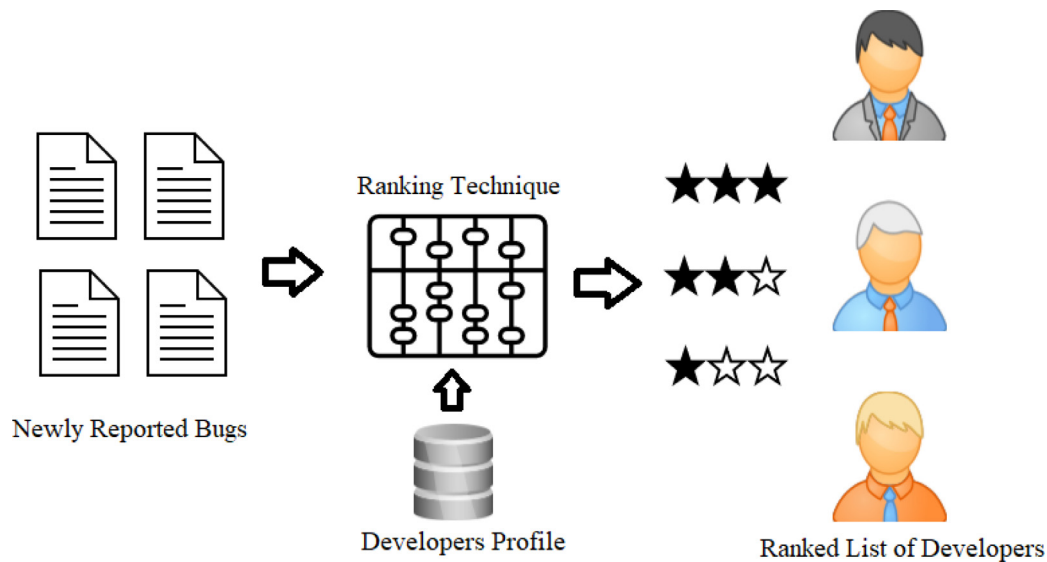 Ranking Technique
Newly Reported Bugs
Developers Profile
Ranked List of Developers